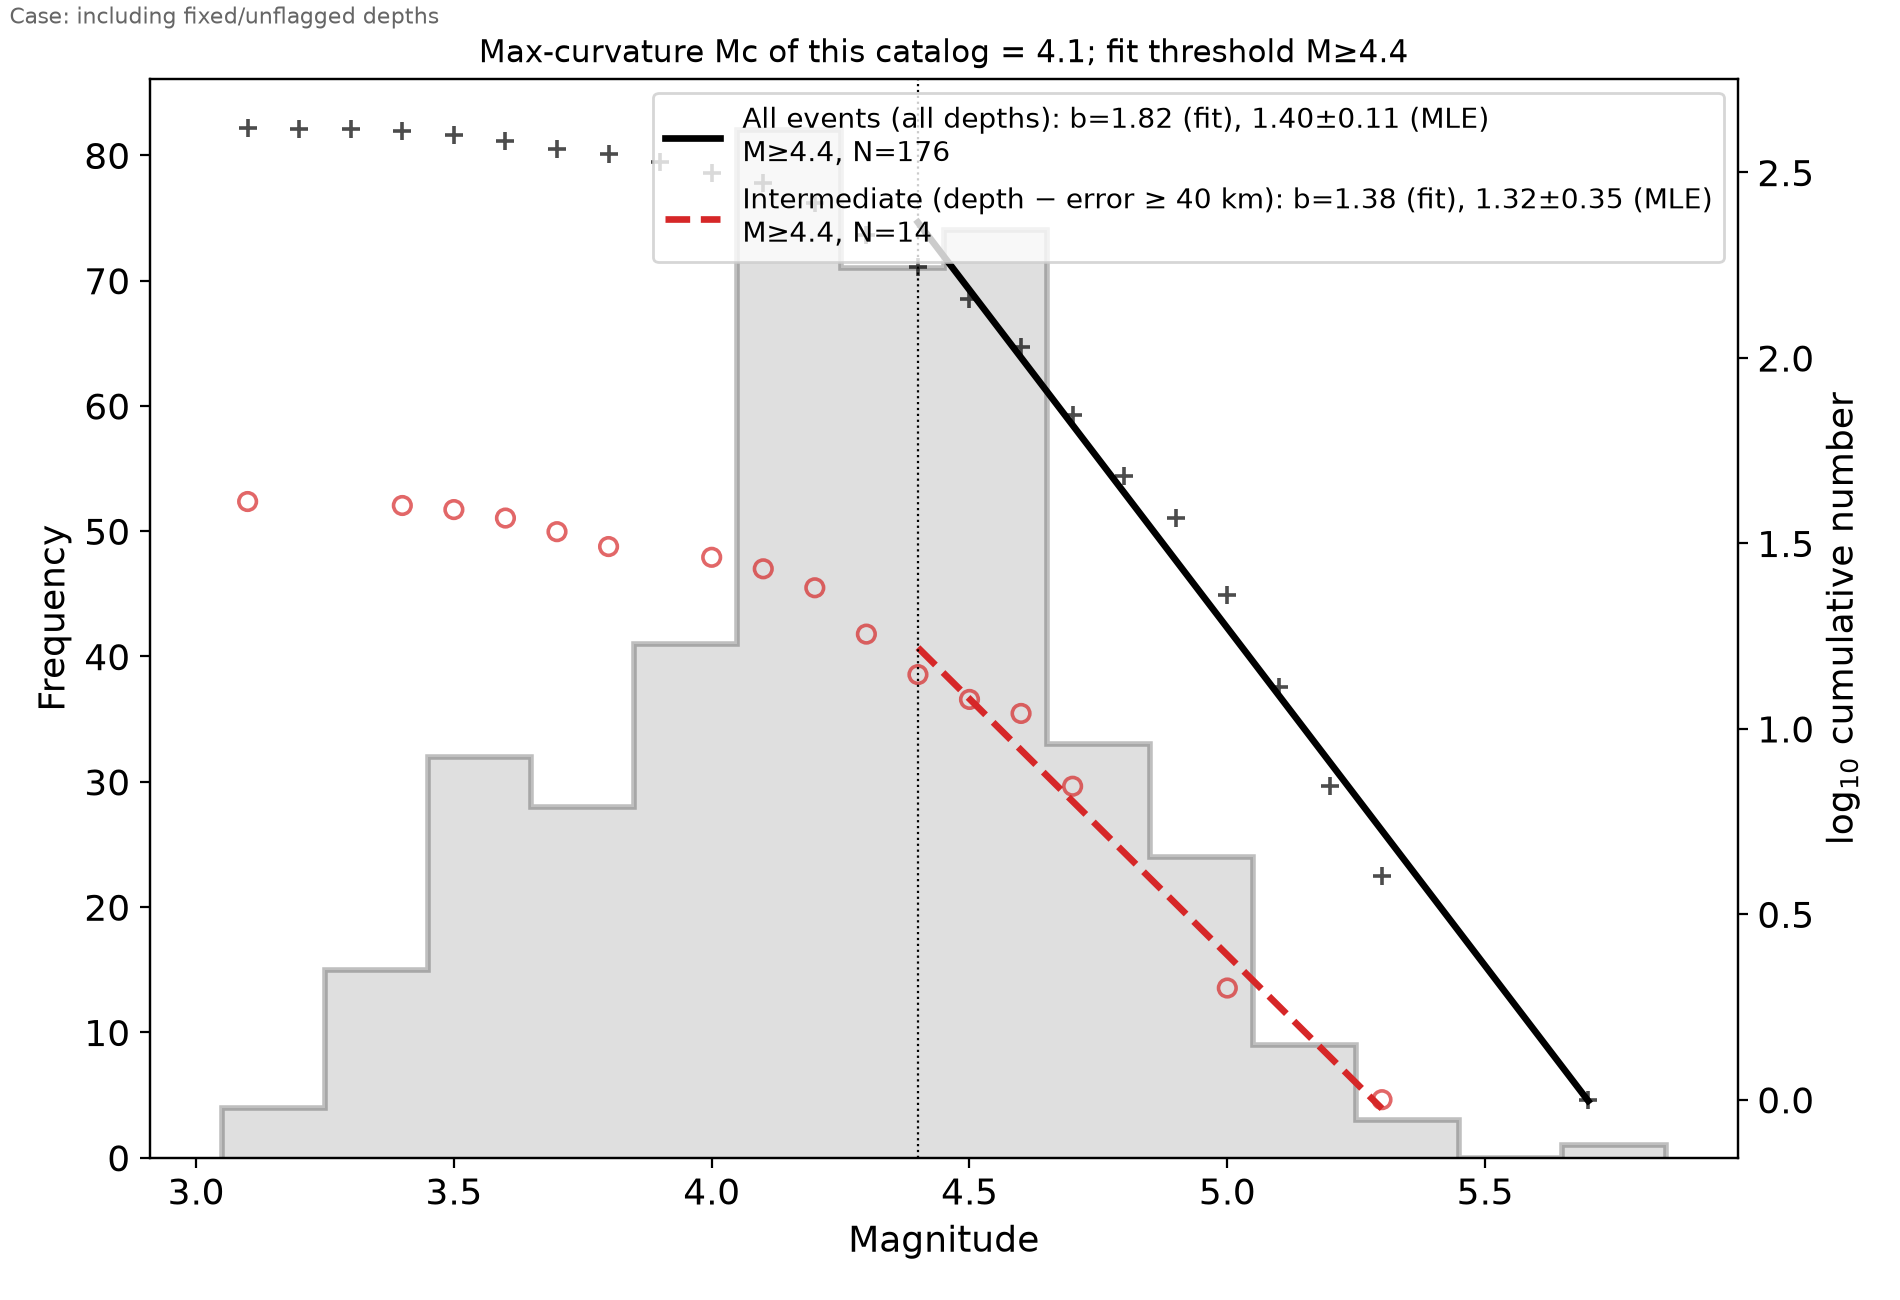 Case: including fixed/unflagged depths
Max-curvature Mc of this catalog = 4.1; fit threshold M≥4.4
All events (all depths): b=1.82 (fit), 1.40±0.11 (MLE)
M≥4.4, N=176
Intermediate (depth − error ≥ 40 km): b=1.38 (fit), 1.32±0.35 (MLE)
M≥4.4, N=14
Frequency
80
70
60
50
40
30
20
10
0
2.5
2.0
1.5
1.0
0.5
0.0
log₁₀ cumulative number
3.0
3.5
4.0
4.5
5.0
5.5
Magnitude